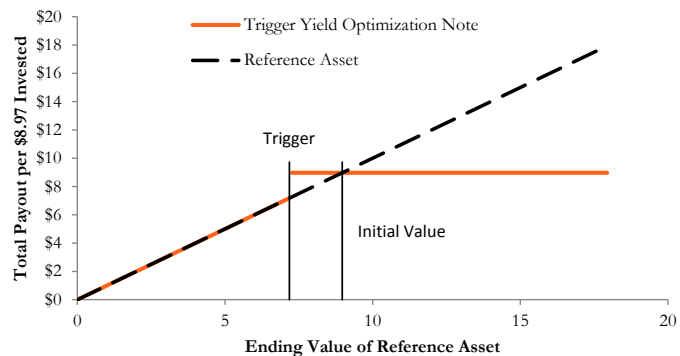 $20
$18
$16
$14
$12
$10
$8
$6
$4
$2
$0
Total Payout per $8.97 Invested
Trigger Yield Optimization Note
Reference Asset
Trigger
Initial Value
0
5
10
15
20
Ending Value of Reference Asset